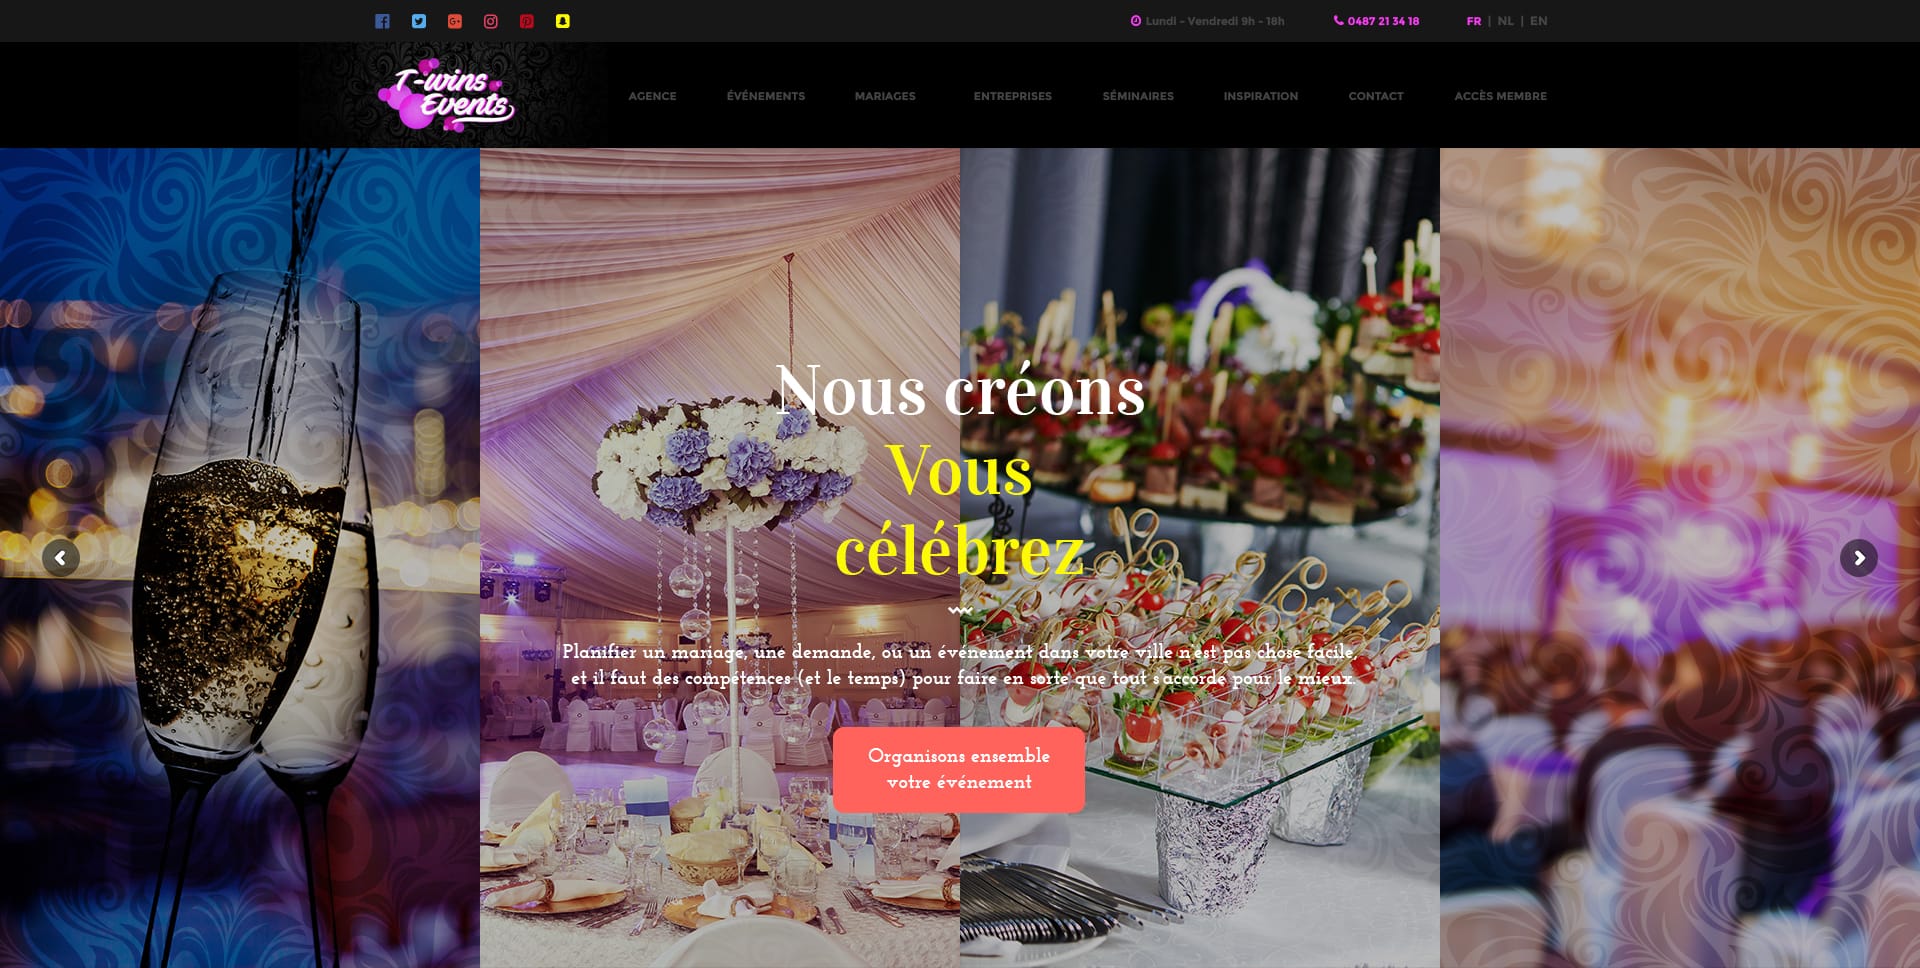 Lundi - Vendredi 9h - 18h
0487 21 34 18
FR | NL | EN
T-wins
Events
AGENCE
ÉVÉNEMENTS
MARIAGES
ENTREPRISES
SÉMINAIRES
INSPIRATION
CONTACT
ACCÈS MEMBRE
Nous créons
Vous
célébrez
Planifier un mariage, une demande, ou un événement dans votre ville n'est pas chose facile,
et il faut des compétences (et le temps) pour faire en sorte que tout s'accorde pour le mieux.
Organisons ensemble
votre événement